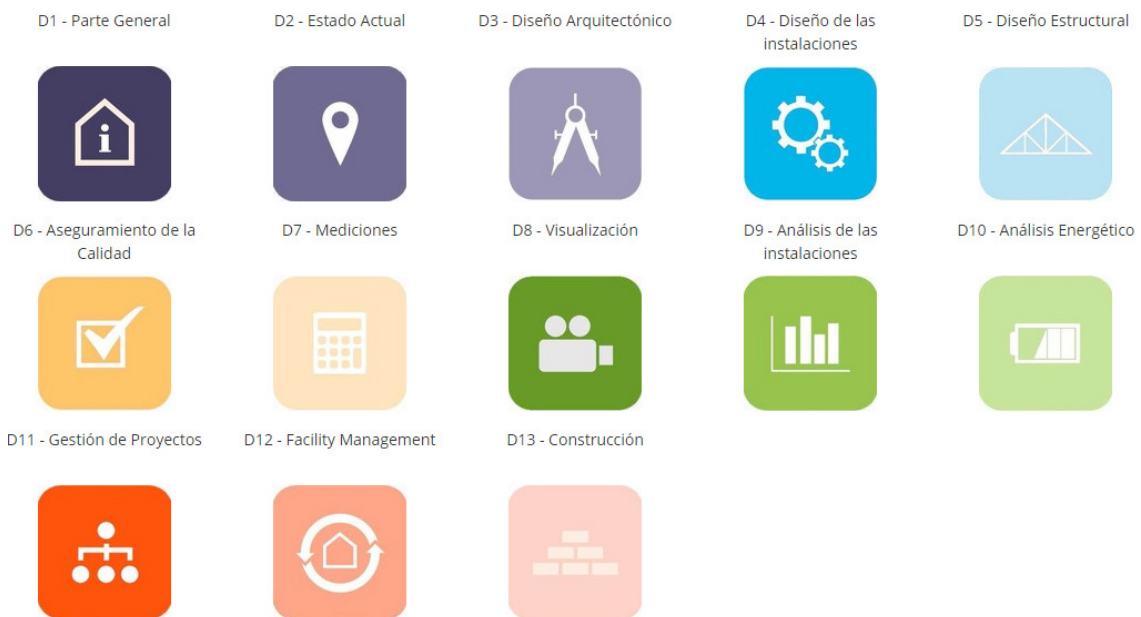 D1 - Parte General
D2 - Estado Actual
D3 - Diseño Arquitectónico
D4 - Diseño de las
instalaciones
D5 - Diseño Estructural
i
D6 - Aseguramiento de la
Calidad
D7 - Mediciones
D8 - Visualización
D9 - Análisis de las
instalaciones
D10 - Análisis Energético
D11 - Gestión de Proyectos
D12 - Facility Management
D13 - Construcción